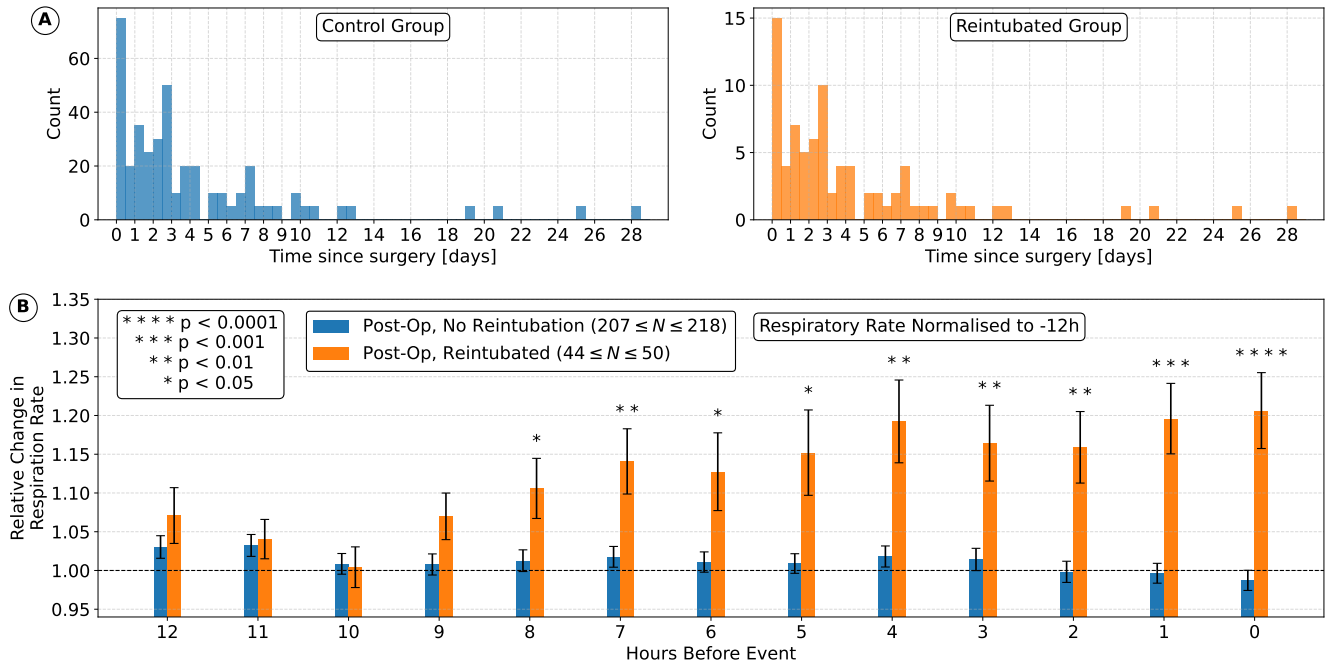 A
Control Group
Count
60
40
20
0
0 1 2 3 4 5 6 7 8 9 10 12 14 16 18 20 22 24 26 28
Time since surgery [days]
Reintubated Group
Count
15
10
5
0
0 1 2 3 4 5 6 7 8 9 10 12 14 16 18 20 22 24 26 28
Time since surgery [days]
B
**** p < 0.0001
*** p < 0.001
** p < 0.01
* p < 0.05
Post-Op, No Reintubation (207 ≤ N ≤ 218)
Post-Op, Reintubated (44 ≤ N ≤ 50)
Respiratory Rate Normalised to -12h
Relative Change in
Respiration Rate
1.35
1.30
1.25
1.20
1.15
1.10
1.05
1.00
0.95
* ** * * ** ** ** *** ****
12 11 10 9 8 7 6 5 4 3 2 1 0
Hours Before Event